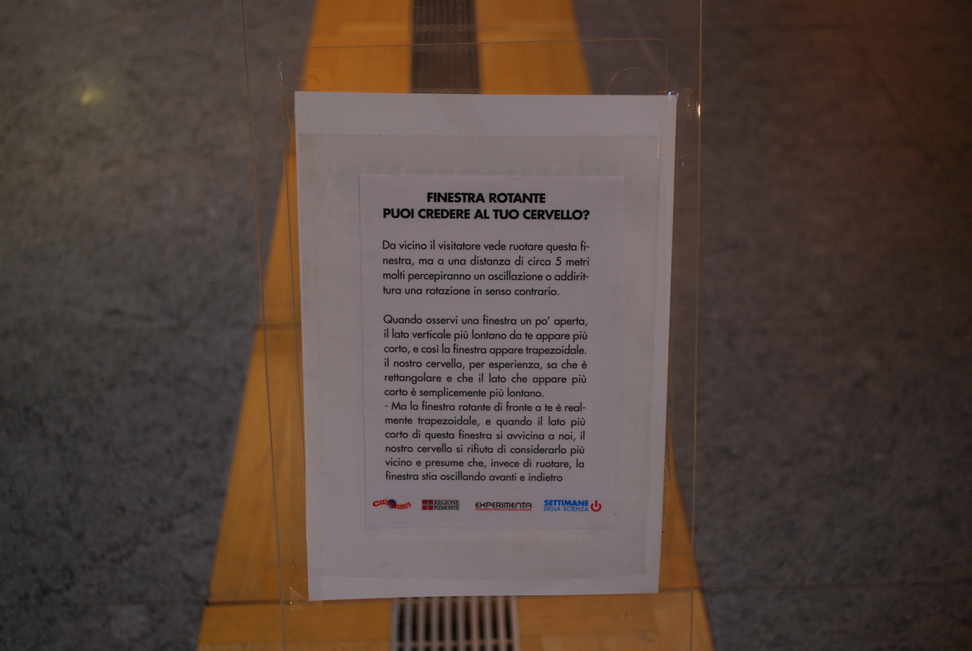 FINESTRA ROTANTE
PUOI CREDERE AL TUO CERVELLO?
Da vicino il visitatore vede ruotare questa fi-
nestra, ma a una distanza di circa 5 metri
molti percepiranno un oscillazione o addirit-
tura una rotazione in senso contrario.
Quando osservi una finestra un po' aperta,
il lato verticale più lontano da te appare più
corto, e così la finestra appare trapezoidale.
il nostro cervello, per esperienza, sa che è
rettangolare e che il lato che appare più
corto è semplicemente più lontano.
- Ma la finestra rotante di fronte a te è real-
mente trapezoidale, e quando il lato più
corto di questa finestra si avvicina a noi, il
nostro cervello si rifiuta di considerarlo più
vicino e presume che, invece di ruotare, la
finestra stia oscillando avanti e indietro
REGIONE
PIEMONTE
EXPERIMENTA
SETTIMANE
DELLA SCIENZA